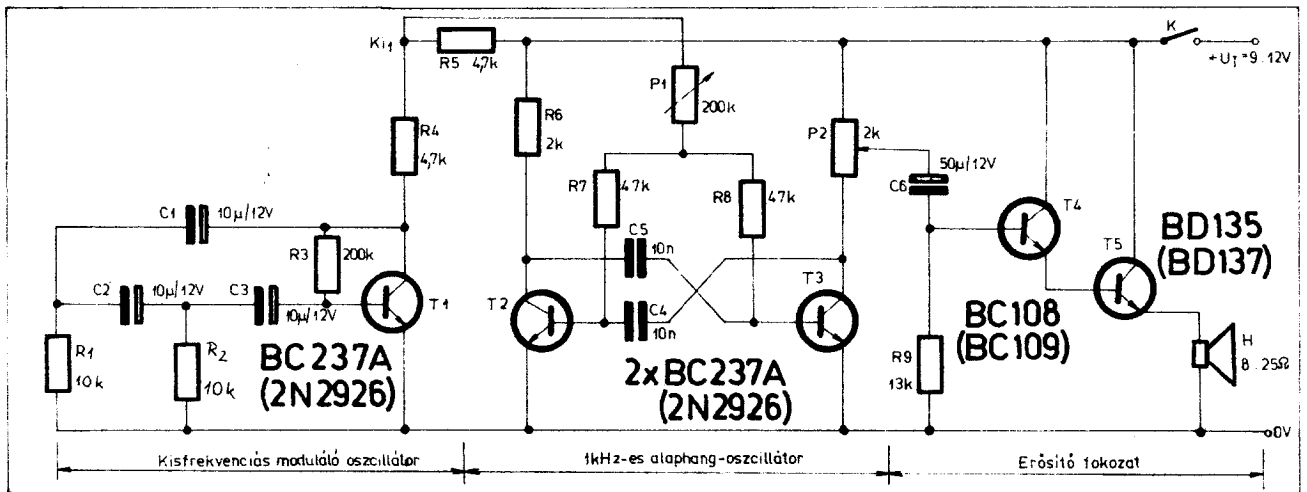 Ki1
R5 4,7k
K
+UT=9..12V
R4
4,7k
R6
2k
P1
200k
P2
2k
50µ/12V
C6
C1
10µ/12V
R3
200k
R7
47k
R8
47k
C5
10n
T4
T5
BD135
(BD137)
C2
10µ/12V
C3
10µ/12V
T1
T2
C4
10n
T3
BC108
(BC109)
R1
10k
R2
10k
BC237A
(2N2926)
2xBC237A
(2N2926)
R9
13k
H
8..25Ω
0V
Kisfrekvenciás moduláló oszcillátor
1kHz-es alaphang-oszcillátor
Erősítő fokozat